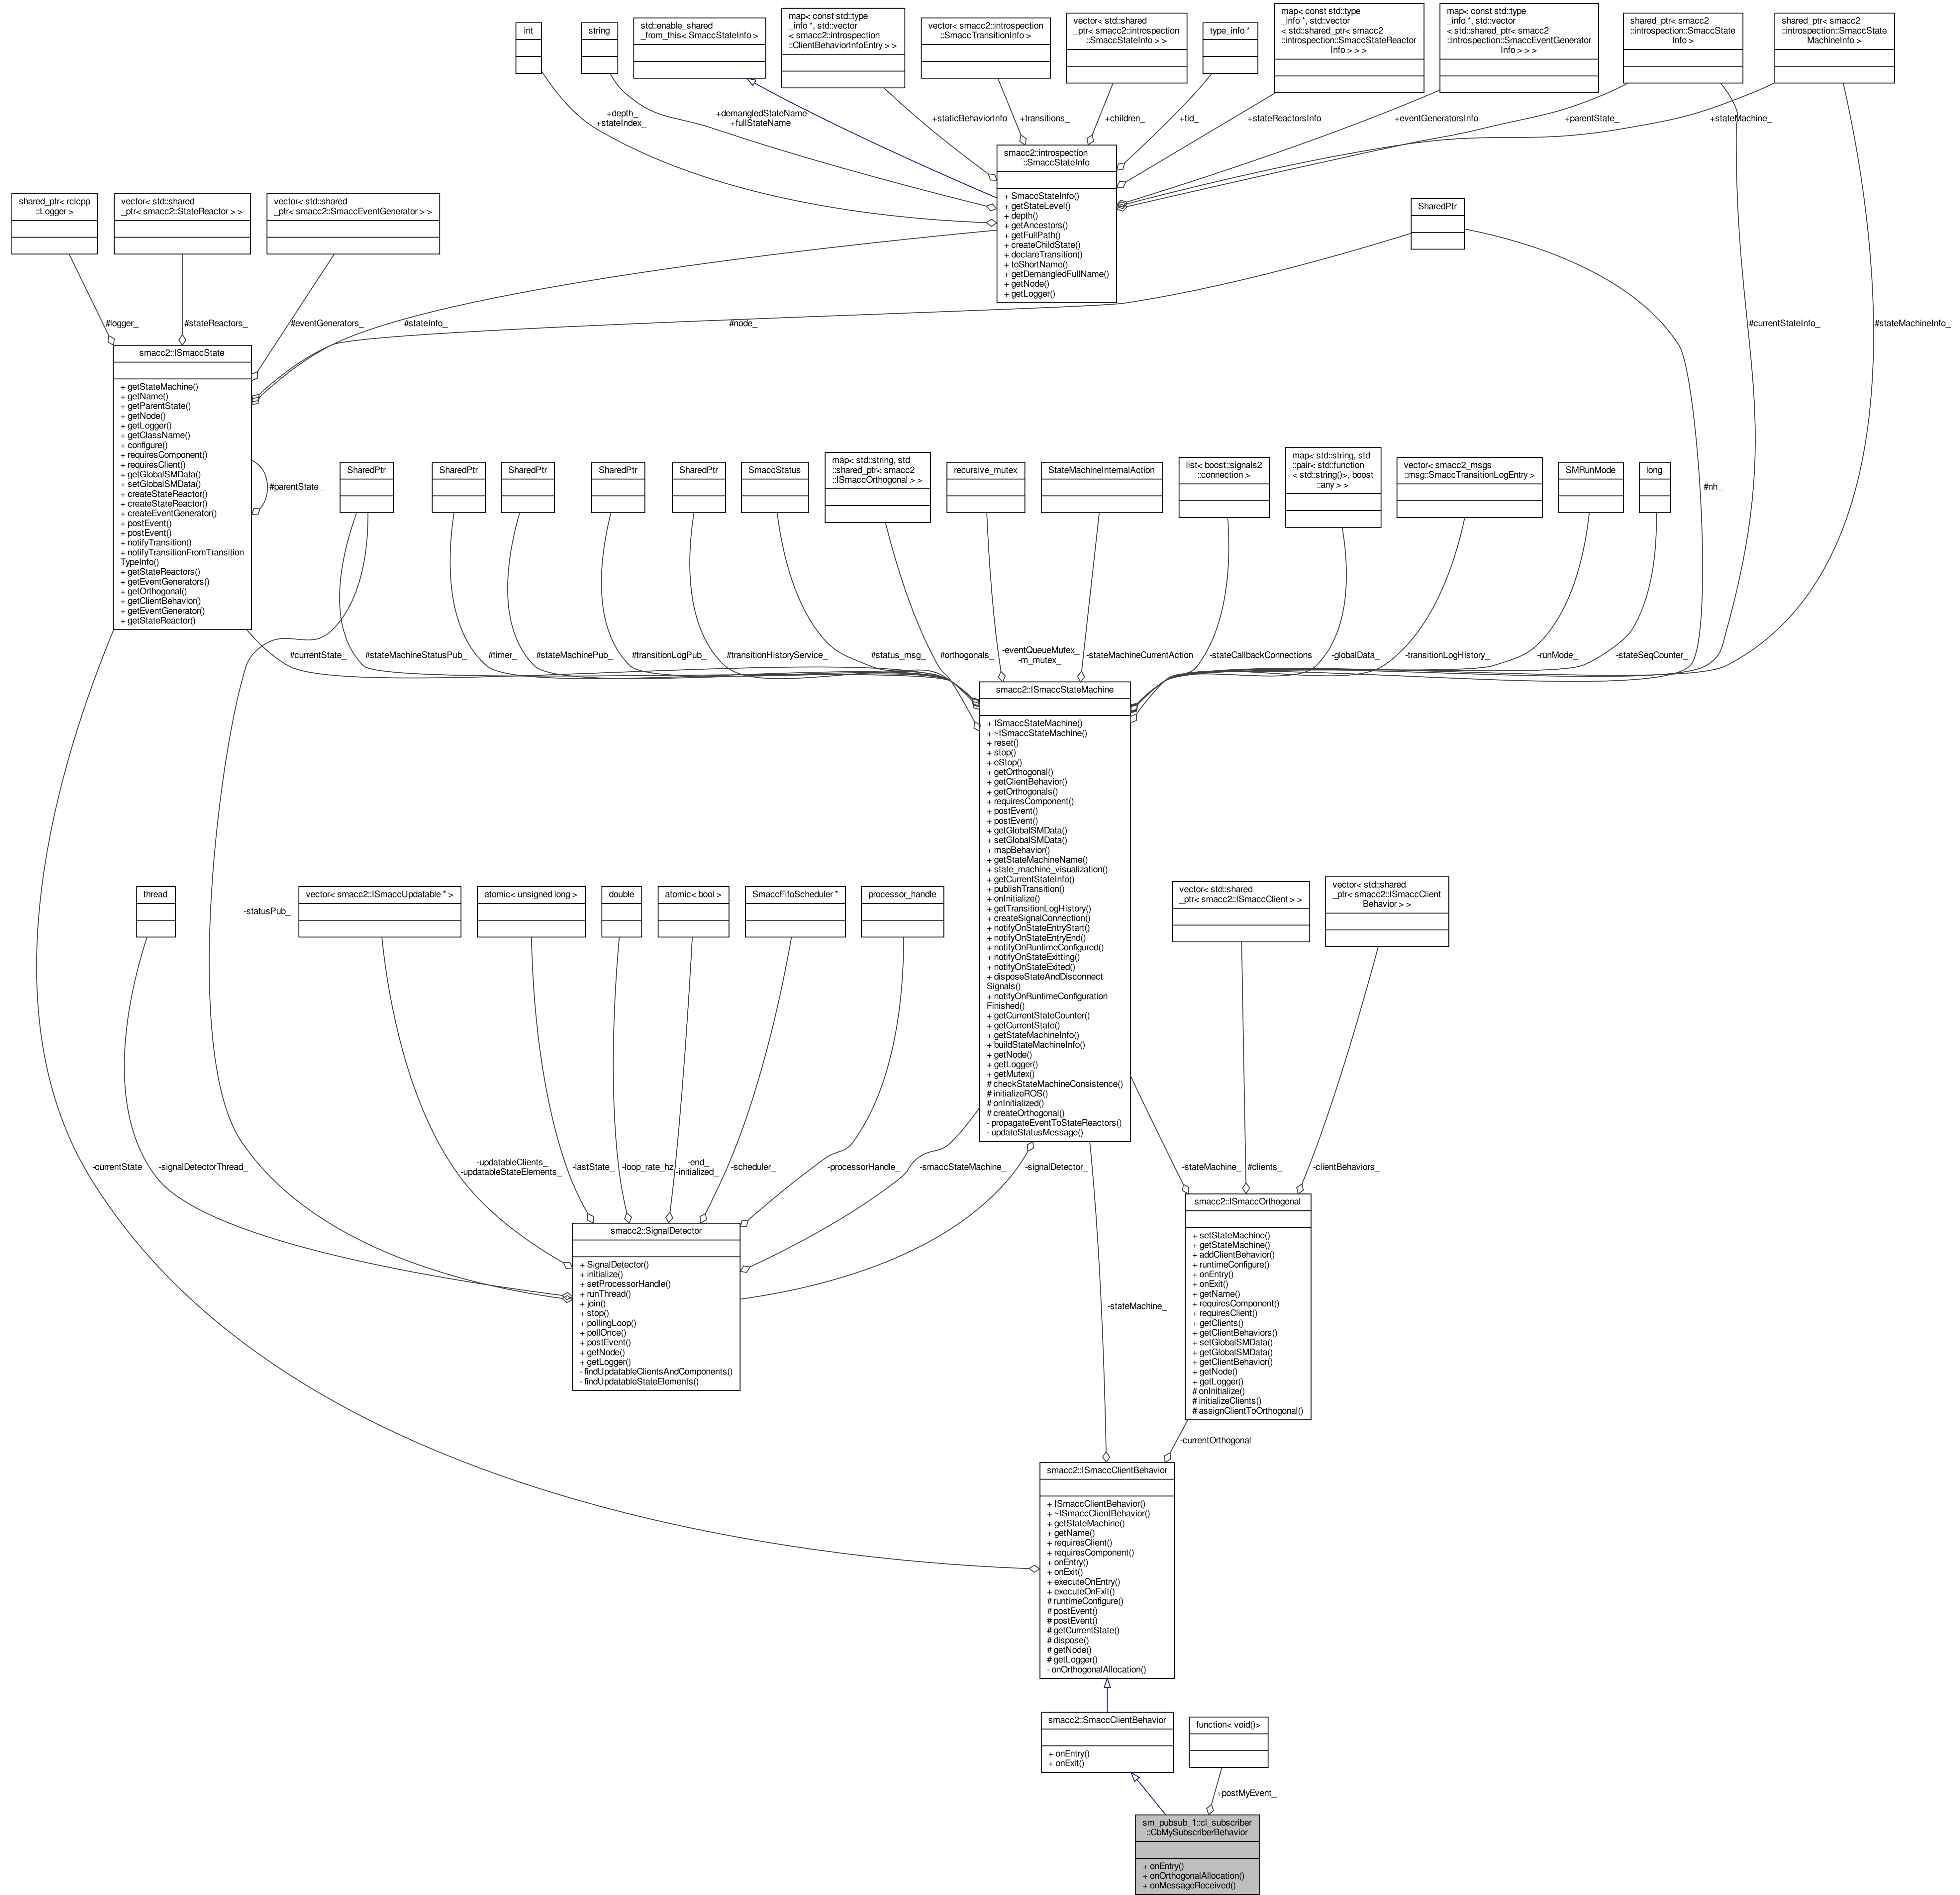 int
string
std::enable_shared
_from_this< SmaccStateInfo >
map< const std::type
_info *, std::vector
< smacc2::introspection
::ClientBehaviorInfoEntry > >
vector< smacc2::introspection
::SmaccTransitionInfo >
vector< std::shared
_ptr< smacc2::introspection
::SmaccStateInfo > >
type_info *
map< const std::type
_info *, std::vector
< std::shared_ptr< smacc2
::introspection::SmaccStateReactor
Info > > >
map< const std::type
_info *, std::vector
< std::shared_ptr< smacc2
::introspection::SmaccEventGenerator
Info > > >
shared_ptr< smacc2
::introspection::SmaccState
Info >
shared_ptr< smacc2
::introspection::SmaccState
MachineInfo >
+depth_
+stateIndex_
+demangledStateName
+fullStateName
+staticBehaviorInfo
+transitions_
+children_
+tid_
+stateReactorsInfo
+eventGeneratorsInfo
+parentState_
+stateMachine_
smacc2::introspection
::SmaccStateInfo
+ SmaccStateInfo()
+ getStateLevel()
+ depth()
+ getAncestors()
+ getFullPath()
+ createChildState()
+ declareTransition()
+ toShortName()
+ getDemangledFullName()
+ getNode()
+ getLogger()
shared_ptr< rclcpp
::Logger >
vector< std::shared
_ptr< smacc2::StateReactor > >
vector< std::shared
_ptr< smacc2::SmaccEventGenerator > >
SharedPtr
#logger_
#stateReactors_
#eventGenerators_
#stateInfo_
#node_
#currentStateInfo_
#stateMachineInfo_
smacc2::ISmaccState
+ getStateMachine()
+ getName()
+ getParentState()
+ getNode()
+ getLogger()
+ getClassName()
+ configure()
+ requiresComponent()
+ requiresClient()
+ getGlobalSMData()
+ setGlobalSMData()
+ createStateReactor()
+ createStateReactor()
+ createEventGenerator()
+ postEvent()
+ postEvent()
+ notifyTransition()
+ notifyTransitionFromTransition
TypeInfo()
+ getStateReactors()
+ getEventGenerators()
+ getOrthogonal()
+ getClientBehavior()
+ getEventGenerator()
+ getStateReactor()
#parentState_
SharedPtr
SharedPtr
SharedPtr
SharedPtr
SharedPtr
SmaccStatus
map< std::string, std
::shared_ptr< smacc2
::ISmaccOrthogonal > >
recursive_mutex
StateMachineInternalAction
list< boost::signals2
::connection >
map< std::string, std
::pair< std::function
< std::string()>, boost
::any > >
vector< smacc2_msgs
::msg::SmaccTransitionLogEntry >
SMRunMode
long
#nh_
#currentState_
#stateMachineStatusPub_
#timer_
#stateMachinePub_
#transitionLogPub_
#transitionHistoryService_
#status_msg_
#orthogonals_
-eventQueueMutex_
-m_mutex_
-stateMachineCurrentAction
-stateCallbackConnections
-globalData_
-transitionLogHistory_
-runMode_
-stateSeqCounter_
smacc2::ISmaccStateMachine
+ ISmaccStateMachine()
+ ~ISmaccStateMachine()
+ reset()
+ stop()
+ eStop()
+ getOrthogonal()
+ getClientBehavior()
+ getOrthogonals()
+ requiresComponent()
+ postEvent()
+ postEvent()
+ getGlobalSMData()
+ setGlobalSMData()
+ mapBehavior()
+ getStateMachineName()
+ state_machine_visualization()
+ getCurrentStateInfo()
+ publishTransition()
+ onInitialize()
+ getTransitionLogHistory()
+ createSignalConnection()
+ notifyOnStateEntryStart()
+ notifyOnStateEntryEnd()
+ notifyOnRuntimeConfigured()
+ notifyOnStateExitting()
+ notifyOnStateExited()
+ disposeStateAndDisconnect
Signals()
+ notifyOnRuntimeConfiguration
Finished()
+ getCurrentStateCounter()
+ getCurrentState()
+ getStateMachineInfo()
+ buildStateMachineInfo()
+ getNode()
+ getLogger()
+ getMutex()
# checkStateMachineConsistence()
# initializeROS()
# onInitialized()
# createOrthogonal()
- propagateEventToStateReactors()
- updateStatusMessage()
thread
-statusPub_
vector< smacc2::ISmaccUpdatable * >
atomic< unsigned long >
double
atomic< bool >
SmaccFifoScheduler *
processor_handle
vector< std::shared
_ptr< smacc2::ISmaccClient > >
vector< std::shared
_ptr< smacc2::ISmaccClient
Behavior > >
-currentState
-signalDetectorThread_
-updatableClients_
-updatableStateElements_
-lastState_
-loop_rate_hz
-end_
-initialized_
-scheduler_
-processorHandle_
-smaccStateMachine_
-signalDetector_
-stateMachine_
#clients_
-clientBehaviors_
smacc2::SignalDetector
+ SignalDetector()
+ initialize()
+ setProcessorHandle()
+ runThread()
+ join()
+ stop()
+ pollingLoop()
+ pollOnce()
+ postEvent()
+ getNode()
+ getLogger()
- findUpdatableClientsAndComponents()
- findUpdatableStateElements()
smacc2::ISmaccOrthogonal
+ setStateMachine()
+ getStateMachine()
+ addClientBehavior()
+ runtimeConfigure()
+ onEntry()
+ onExit()
+ getName()
+ requiresComponent()
+ requiresClient()
+ getClients()
+ getClientBehaviors()
+ setGlobalSMData()
+ getGlobalSMData()
+ getClientBehavior()
+ getNode()
+ getLogger()
# onInitialize()
# initializeClients()
# assignClientToOrthogonal()
-stateMachine_
-currentOrthogonal
smacc2::ISmaccClientBehavior
+ ISmaccClientBehavior()
+ ~ISmaccClientBehavior()
+ getStateMachine()
+ getName()
+ requiresClient()
+ requiresComponent()
+ onEntry()
+ onExit()
+ executeOnEntry()
+ executeOnExit()
# runtimeConfigure()
# postEvent()
# postEvent()
# getCurrentState()
# dispose()
# getNode()
# getLogger()
- onOrthogonalAllocation()
smacc2::SmaccClientBehavior
+ onEntry()
+ onExit()
function< void()>
+postMyEvent_
sm_pubsub_1::cl_subscriber
::CbMySubscriberBehavior
+ onEntry()
+ onOrthogonalAllocation()
+ onMessageReceived()